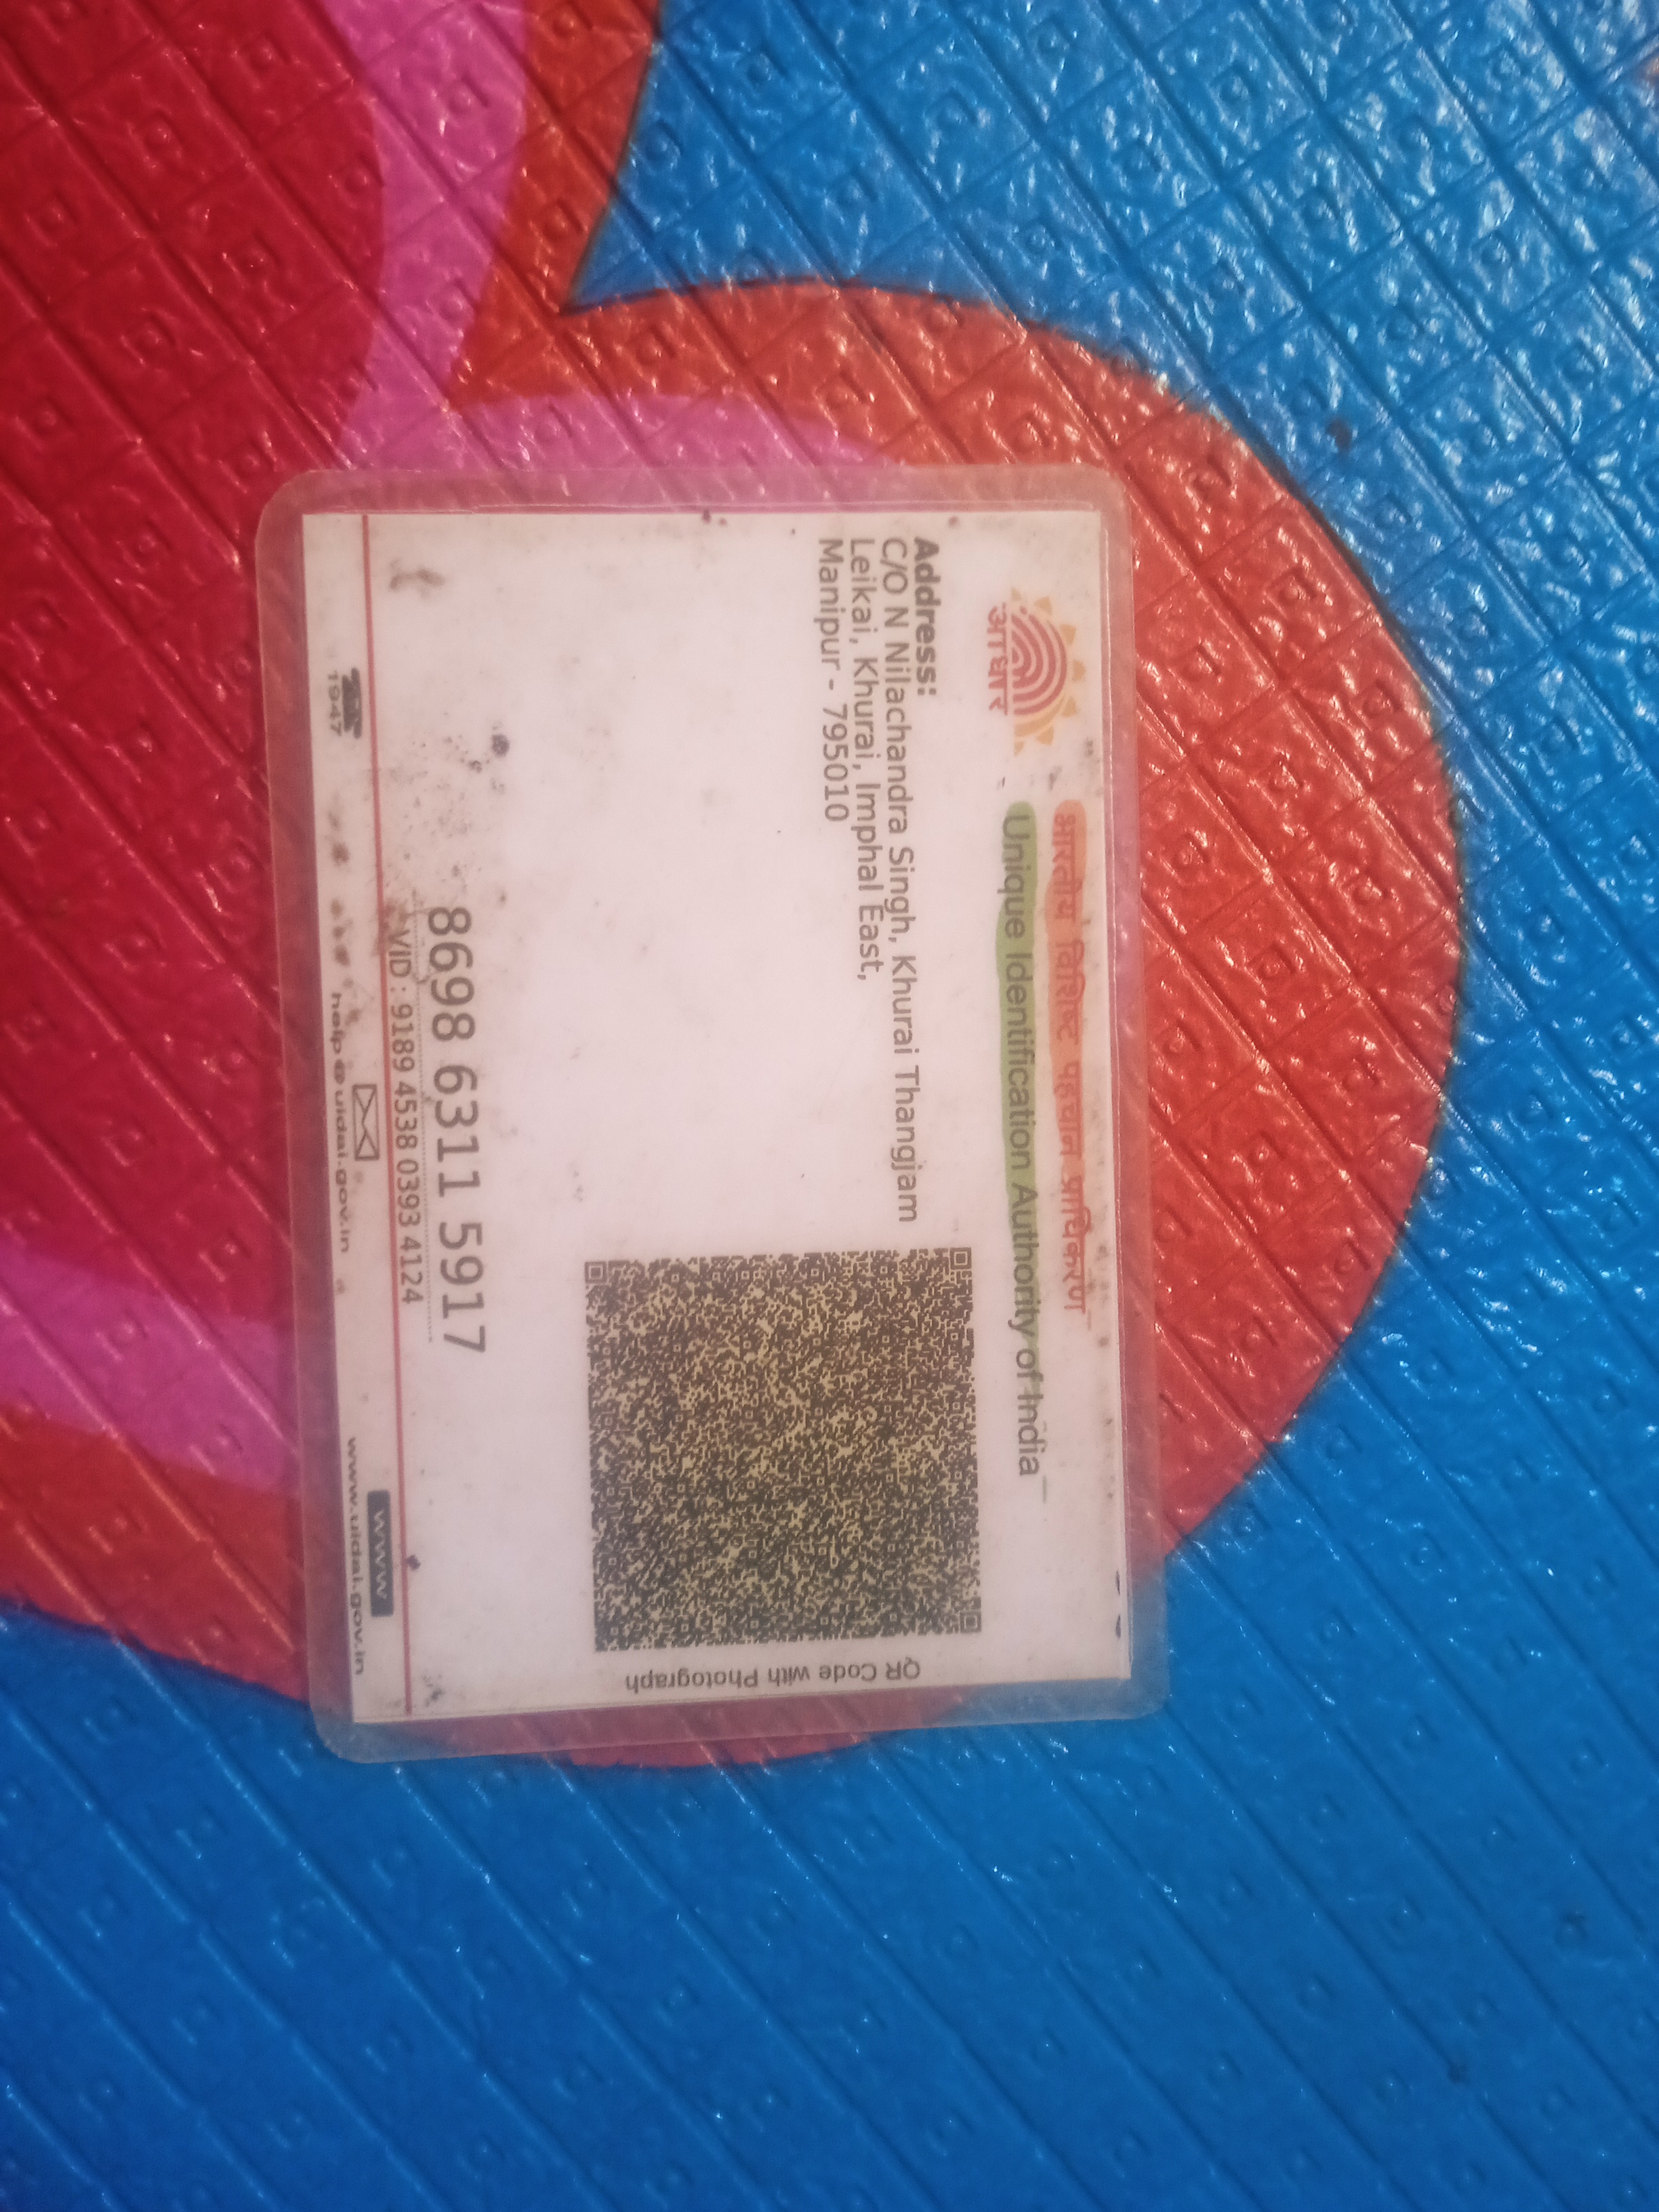 आधार
भारतीय विशिष्ट पहचान प्राधिकरण
Unique Identification Authority of India
Address:
C/O N Nilachandra Singh, Khurai Thangjam
Leikai, Khurai, Imphal East,
Manipur - 795010
QR Code with Photograph
8698 6311 5917
VID : 9189 4538 0393 4124
1947
help@uidai.gov.in
www
www.uidai.gov.in